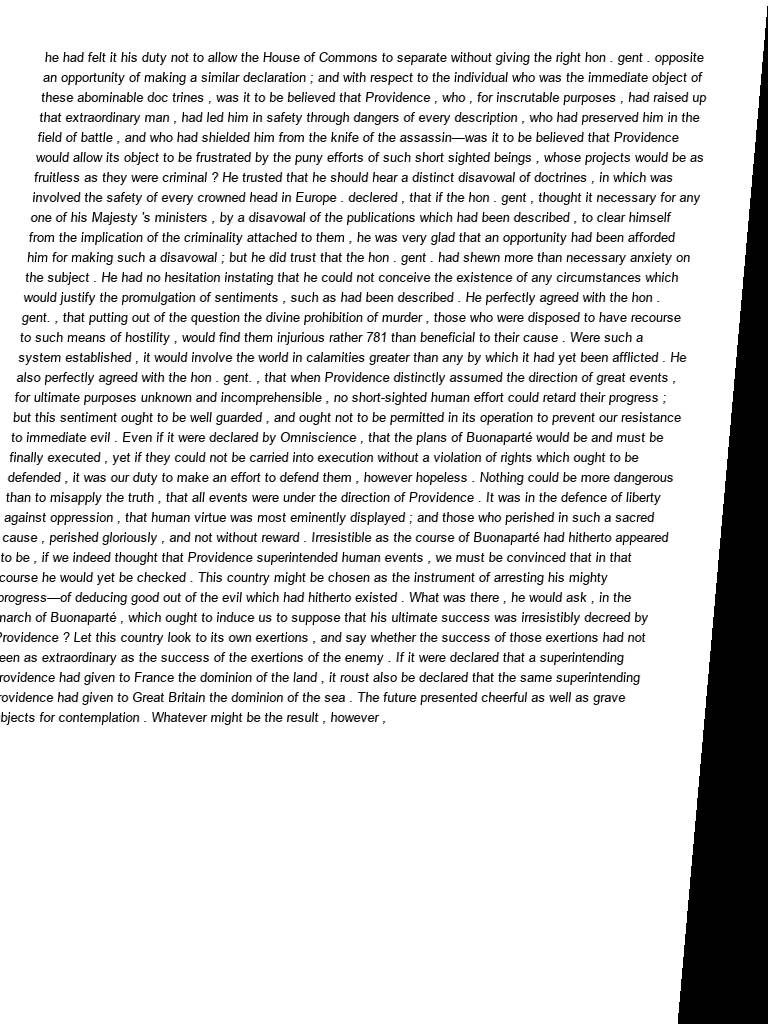 he had felt it his duty not to allow the House of Commons to separate without giving the right hon . gent . opposite
an opportunity of making a similar declaration ; and with respect to the individual who was the immediate object of
these abominable doc trines , was it to be believed that Providence , who , for inscrutable purposes , had raised up
that extraordinary man , had led him in safety through dangers of every description , who had preserved him in the
field of battle , and who had shielded him from the knife of the assassin—was it to be believed that Providence
would allow its object to be frustrated by the puny efforts of such short sighted beings , whose projects would be as
fruitless as they were criminal ? He trusted that he should hear a distinct disavowal of doctrines , in which was
involved the safety of every crowned head in Europe . declared , that if the hon . gent , thought it necessary for any
one of his Majesty 's ministers , by a disavowal of the publications which had been described , to clear himself
from the implication of the criminality attached to them , he was very glad that an opportunity had been afforded
him for making such a disavowal ; but he did trust that the hon . gent . had shewn more than necessary anxiety on
the subject . He had no hesitation instating that he could not conceive the existence of any circumstances which
would justify the promulgation of sentiments , such as had been described . He perfectly agreed with the hon .
gent. , that putting out of the question the divine prohibition of murder , those who were disposed to have recourse
to such means of hostility , would find them injurious rather 781 than beneficial to their cause . Were such a
system established , it would involve the world in calamities greater than any by which it had yet been afflicted . He
also perfectly agreed with the hon . gent. , that when Providence distinctly assumed the direction of great events ,
for ultimate purposes unknown and incomprehensible , no short-sighted human effort could retard their progress ;
but this sentiment ought to be well guarded , and ought not to be permitted in its operation to prevent our resistance
to immediate evil . Even if it were declared by Omniscience , that the plans of Buonaparté would be and must be
finally executed , yet if they could not be carried into execution without a violation of rights which ought to be
defended , it was our duty to make an effort to defend them , however hopeless . Nothing could be more dangerous
than to misapply the truth , that all events were under the direction of Providence . It was in the defence of liberty
against oppression , that human virtue was most eminently displayed ; and those who perished in such a sacred
cause , perished gloriously , and not without reward . Irresistible as the course of Buonaparté had hitherto appeared
to be , if we indeed thought that Providence superintended human events , we must be convinced that in that
course he would yet be checked . This country might be chosen as the instrument of arresting his mighty
progress—of deducing good out of the evil which had hitherto existed . What was there , he would ask , in the
march of Buonaparté , which ought to induce us to suppose that his ultimate success was irresistibly decreed by
Providence ? Let this country look to its own exertions , and say whether the success of those exertions had not
een as extraordinary as the success of the exertions of the enemy . If it were declared that a superintending
rovidence had given to France the dominion of the land , it roust also be declared that the same superintending
rovidence had given to Great Britain the dominion of the sea . The future presented cheerful as well as grave
bjects for contemplation . Whatever might be the result , however ,